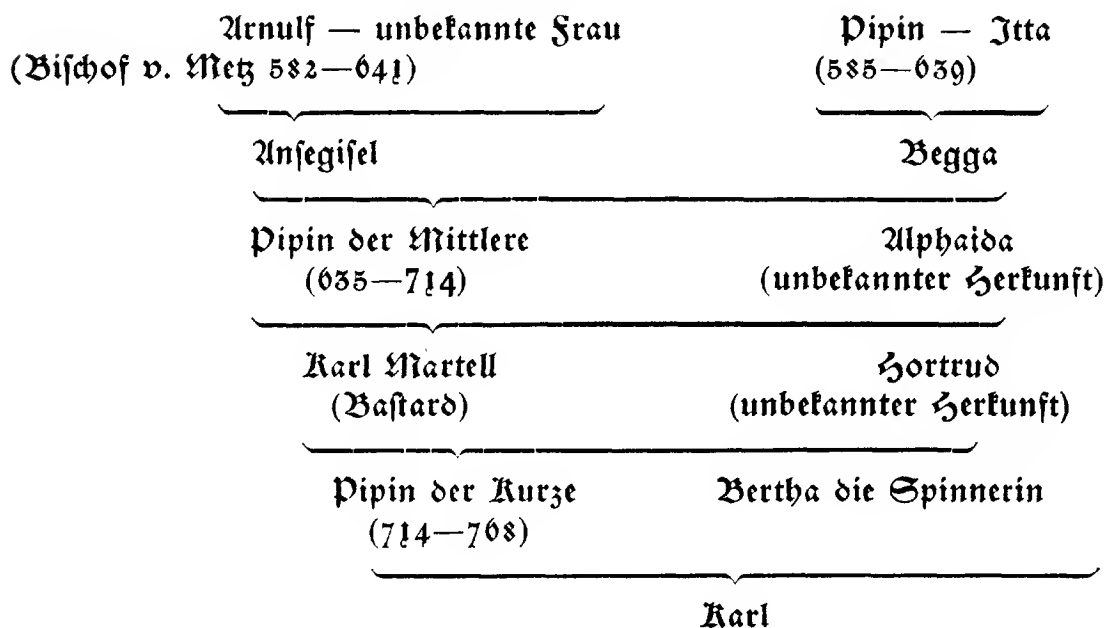 Arnulf — unbekannte Frau Pipin — Itta
(Bischof v. Metz 582—641) (585—639)
Ansegisel Begga
Pipin der Mittlere Alphaida
(635—714) (unbekannter Herkunft)
Karl Martell Hortrud
(Bastard) (unbekannter Herkunft)
Pipin der Kurze Bertha die Spinnerin
(714—768)
Karl